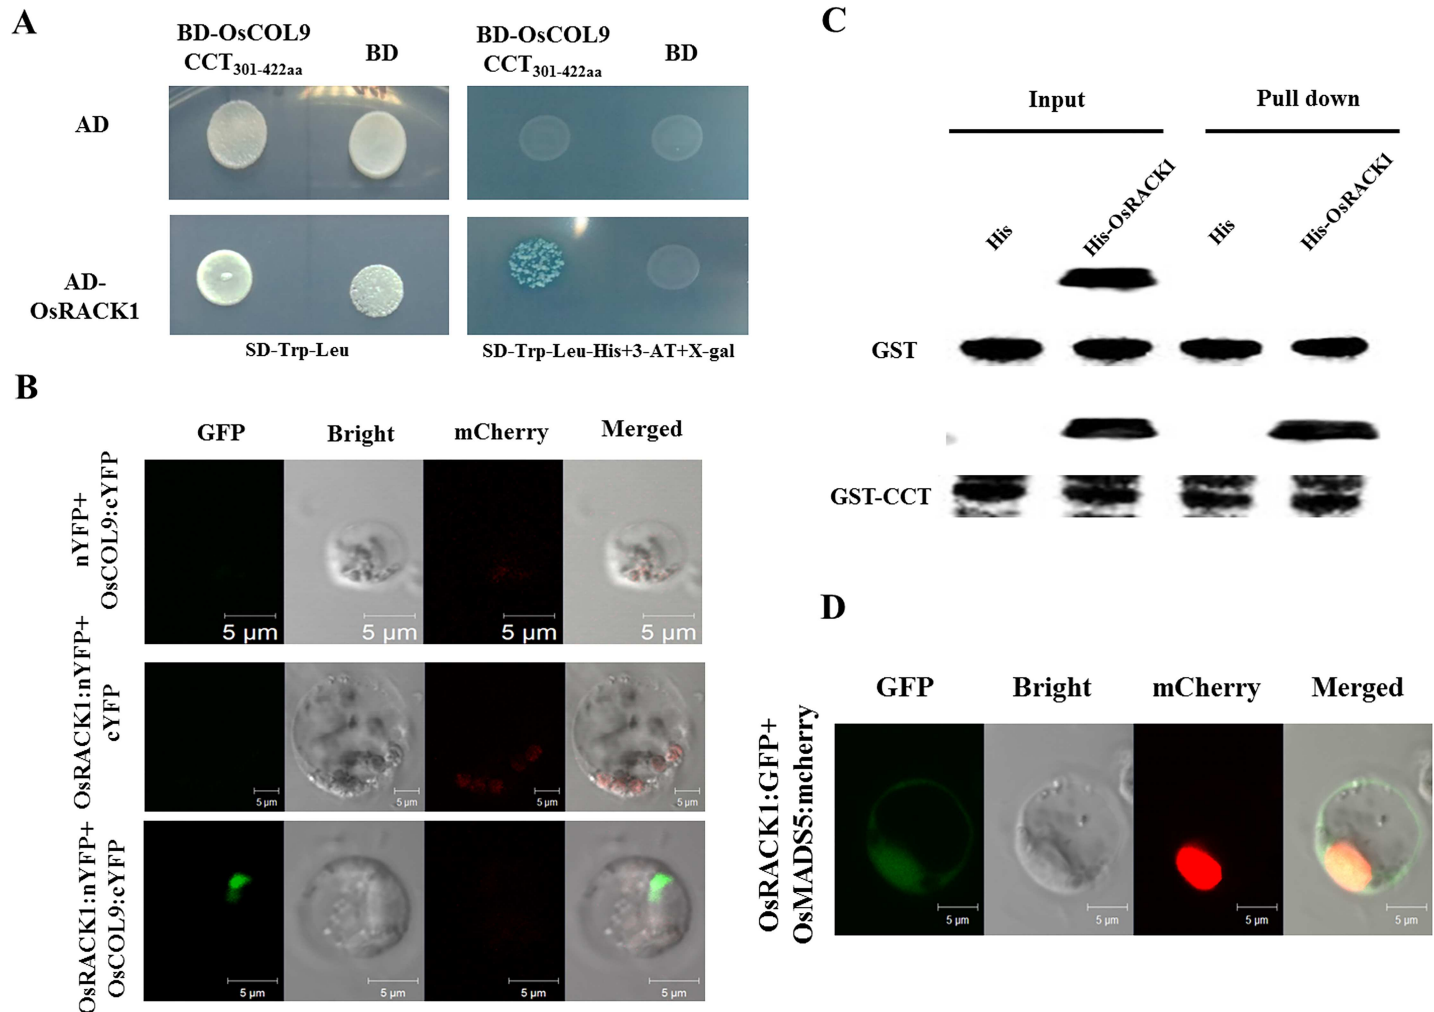 A
BD-OsCOL9
CCT301-422aa
BD
BD-OsCOL9
CCT301-422aa
BD
AD
AD-
OsRACK1
SD-Trp-Leu
SD-Trp-Leu-His+3-AT+X-gal
B
GFP
Bright
mCherry
Merged
nYFP+
OsCOL9:cYFP
5 µm
5 µm
5 µm
5 µm
OsRACK1:nYFP+
cYFP
5 µm
5 µm
5 µm
5 µm
OsRACK1:nYFP+
OsCOL9:cYFP
5 µm
5 µm
5 µm
5 µm
C
Input
Pull down
His
His-OsRACK1
His
His-OsRACK1
GST
GST-CCT
D
GFP
Bright
mCherry
Merged
OsRACK1:GFP+
OsMADS5:mcherry
5 µm
5 µm
5 µm
5 µm